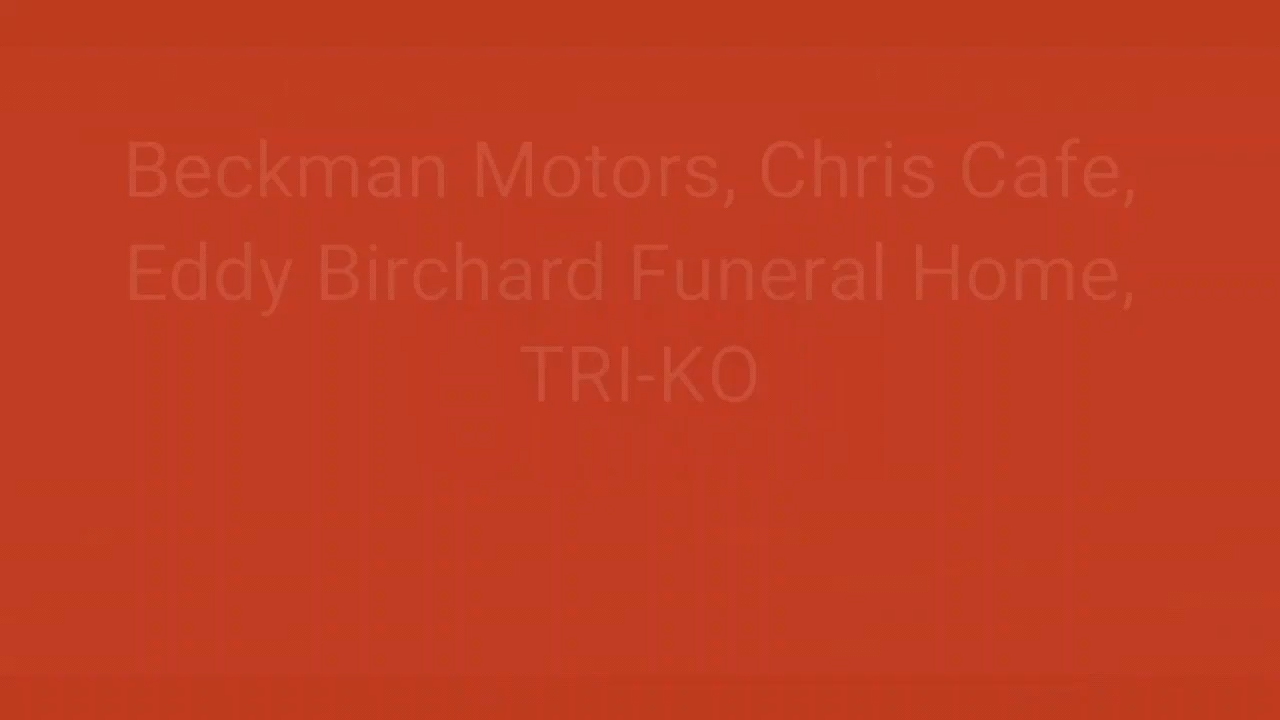 Beckman Motors, Chris Cafe,
Eddy Birchard Funeral Home,
TRI-KO